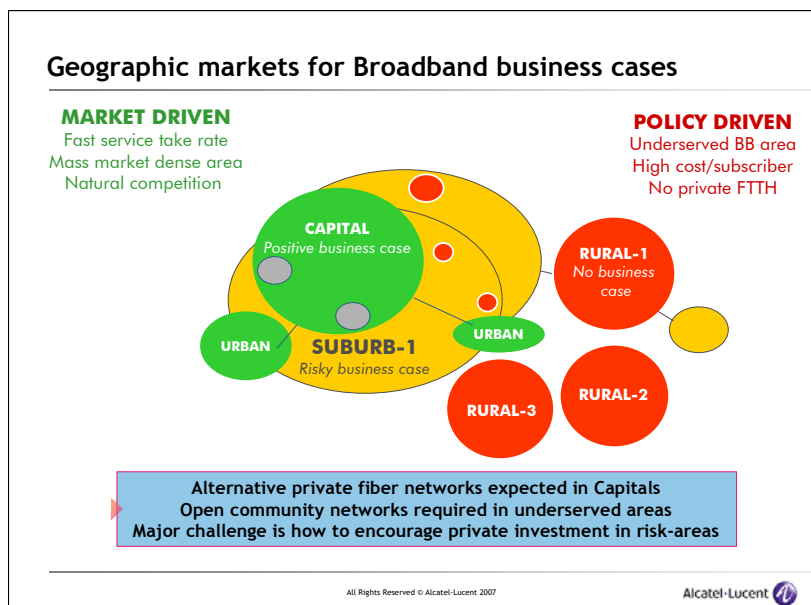 Geographic markets for Broadband business cases
MARKET DRIVEN
Fast service take rate
Mass market dense area
Natural competition
POLICY DRIVEN
Underserved BB area
High cost/subscriber
No private FTTH
CAPITAL
Positive business case
RURAL-1
No business
case
URBAN
SUBURB-1
Risky business case
URBAN
RURAL-3
RURAL-2
Alternative private fiber networks expected in Capitals
Open community networks required in underserved areas
Major challenge is how to encourage private investment in risk-areas
All Rights Reserved © Alcatel-Lucent 2007
Alcatel·Lucent